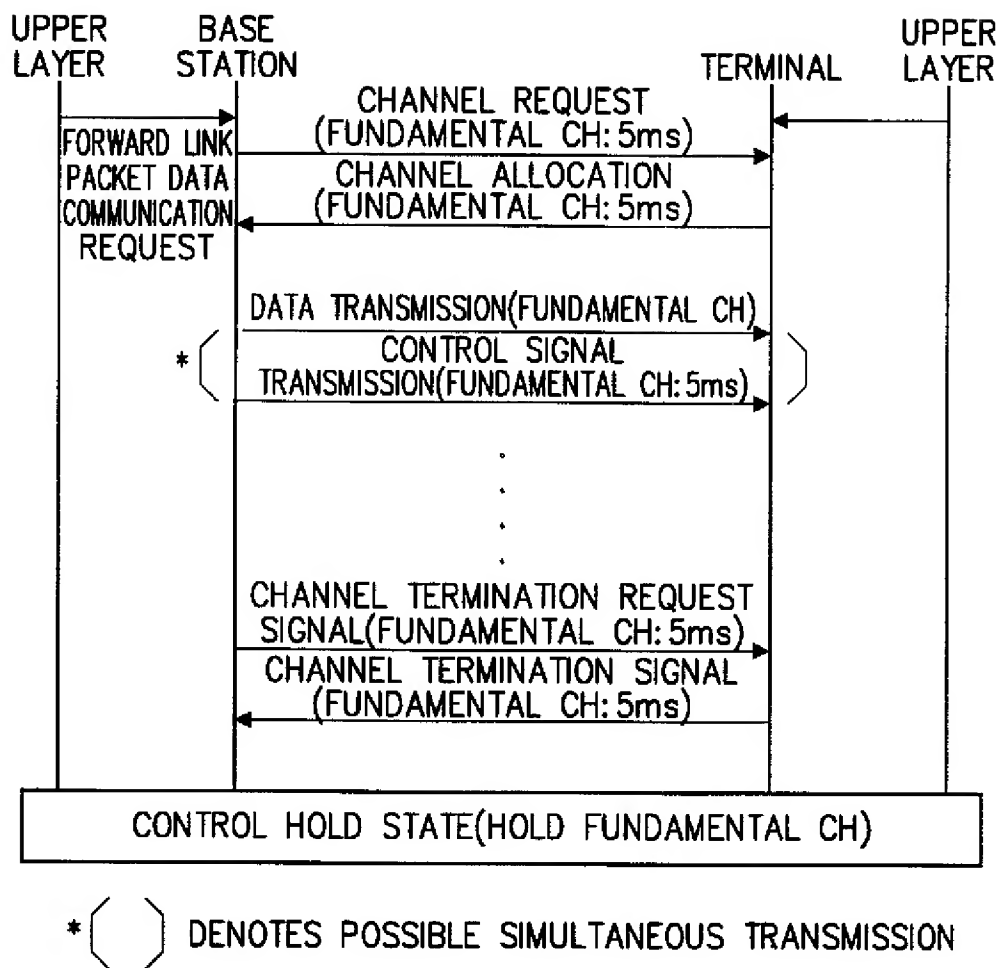 UPPER LAYER
BASE STATION
TERMINAL
UPPER LAYER
FORWARD LINK
PACKET DATA
COMMUNICATION
REQUEST
CHANNEL REQUEST
(FUNDAMENTAL CH:5ms)
CHANNEL ALLOCATION
(FUNDAMENTAL CH:5ms)
DATA TRANSMISSION(FUNDAMENTAL CH)
*
CONTROL SIGNAL
TRANSMISSION(FUNDAMENTAL CH:5ms)
CHANNEL TERMINATION REQUEST
SIGNAL(FUNDAMENTAL CH:5ms)
CHANNEL TERMINATION SIGNAL
(FUNDAMENTAL CH:5ms)
CONTROL HOLD STATE(HOLD FUNDAMENTAL CH)
*( ) DENOTES POSSIBLE SIMULTANEOUS TRANSMISSION